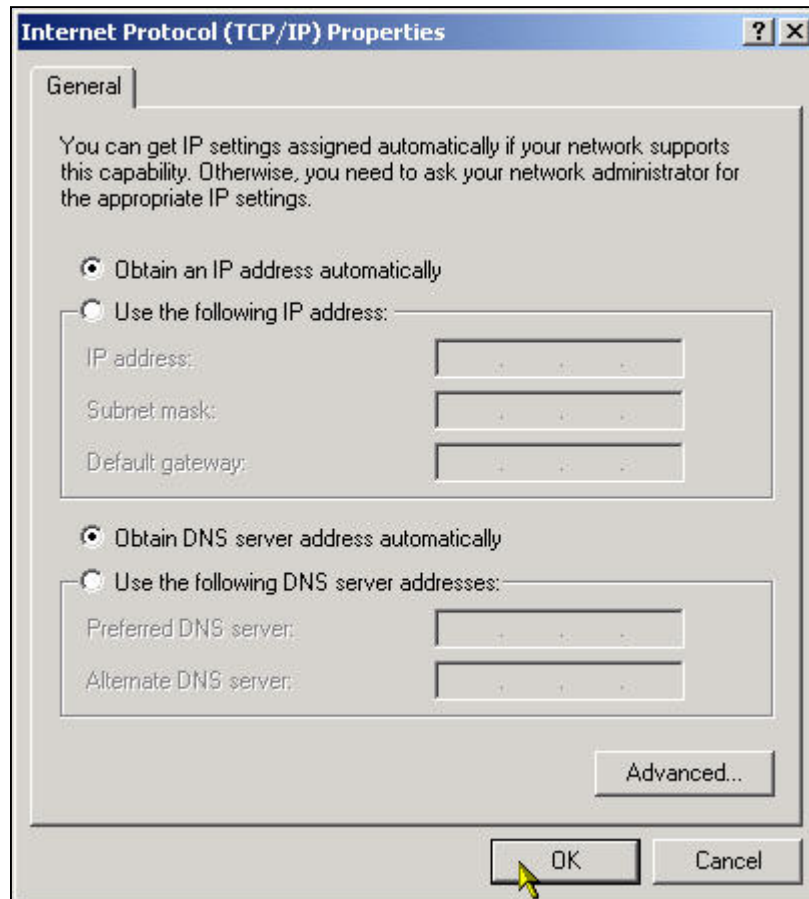 Internet Protocol (TCP/IP) Properties
General
You can get IP settings assigned automatically if your network supports
this capability. Otherwise, you need to ask your network administrator for
the appropriate IP settings.
Obtain an IP address automatically
Use the following IP address:
IP address:
Subnet mask:
Default gateway:
Obtain DNS server address automatically
Use the following DNS server addresses:
Preferred DNS server:
Alternate DNS server:
Advanced...
OK
Cancel